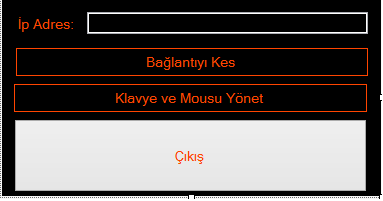 İp Adres:
Bağlantıyı Kes
Klavye ve Mousu Yönet
Çıkış